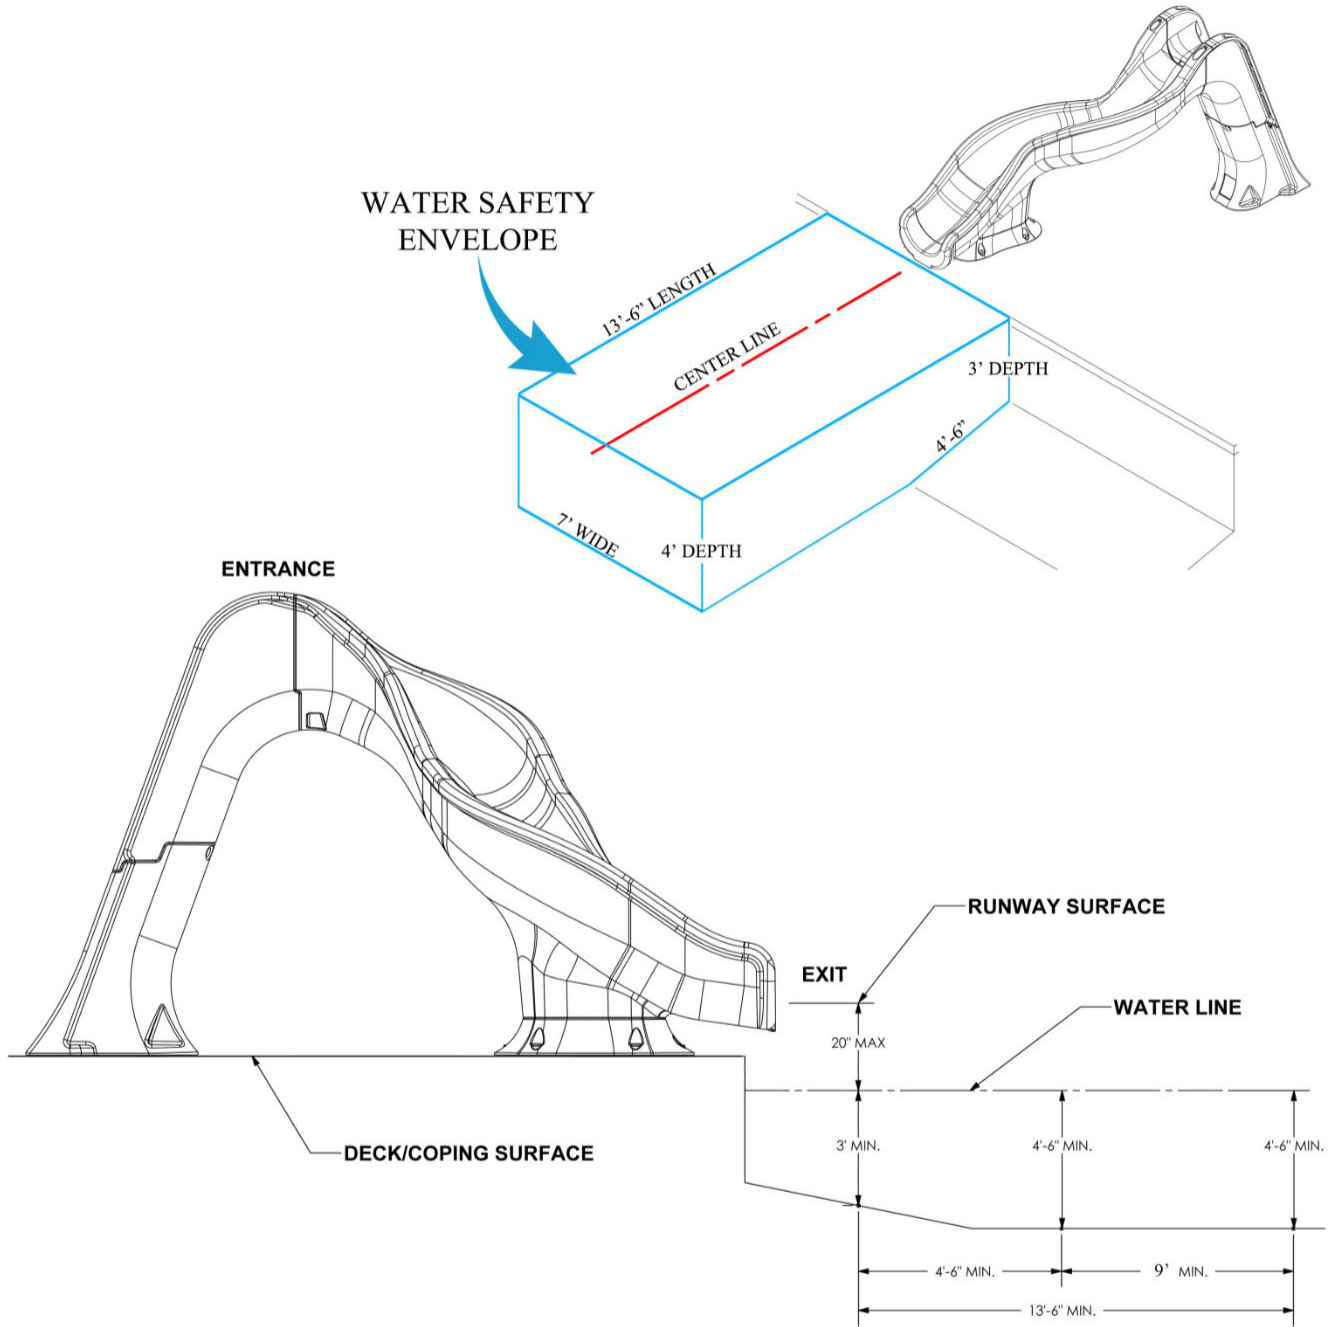 WATER SAFETY
ENVELOPE
13’-6” LENGTH
CENTER LINE
3’ DEPTH
4’-6”
7’ WIDE
4’ DEPTH
ENTRANCE
RUNWAY SURFACE
EXIT
WATER LINE
20" MAX
3' MIN.
4'-6" MIN.
4'-6" MIN.
DECK/COPING SURFACE
4'-6" MIN.
9’ MIN.
13'-6" MIN.